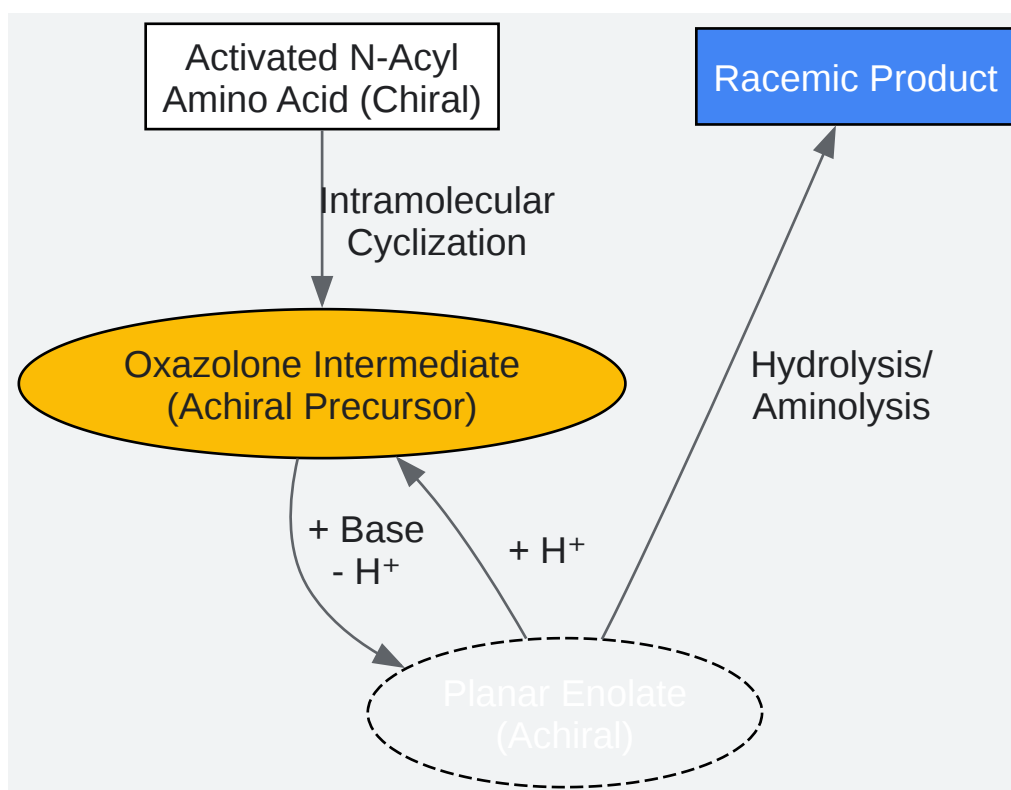 Activated N-Acyl
Amino Acid (Chiral)
Racemic Product
Intramolecular
Cyclization
Oxazolone Intermediate
(Achiral Precursor)
Hydrolysis/
Aminolysis
+ Base
- H⁺
+ H⁺
Planar Enolate
(Achiral)